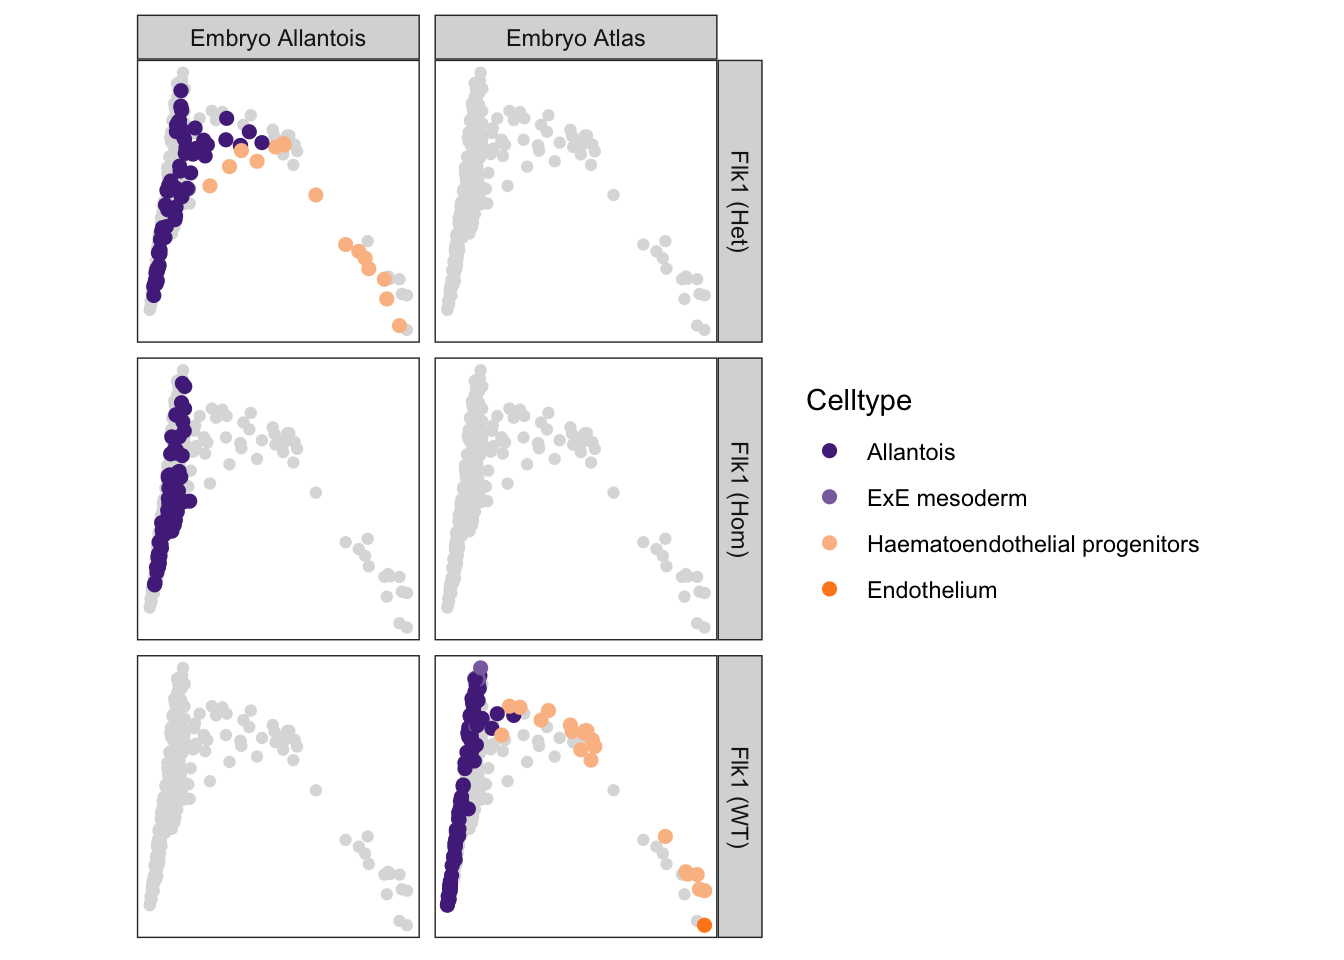 Embryo Allantois
Embryo Atlas
Flk1 (Het)
Flk1 (Hom)
Flk1 (WT)
Celltype
Allantois
ExE mesoderm
Haematoendothelial progenitors
Endothelium